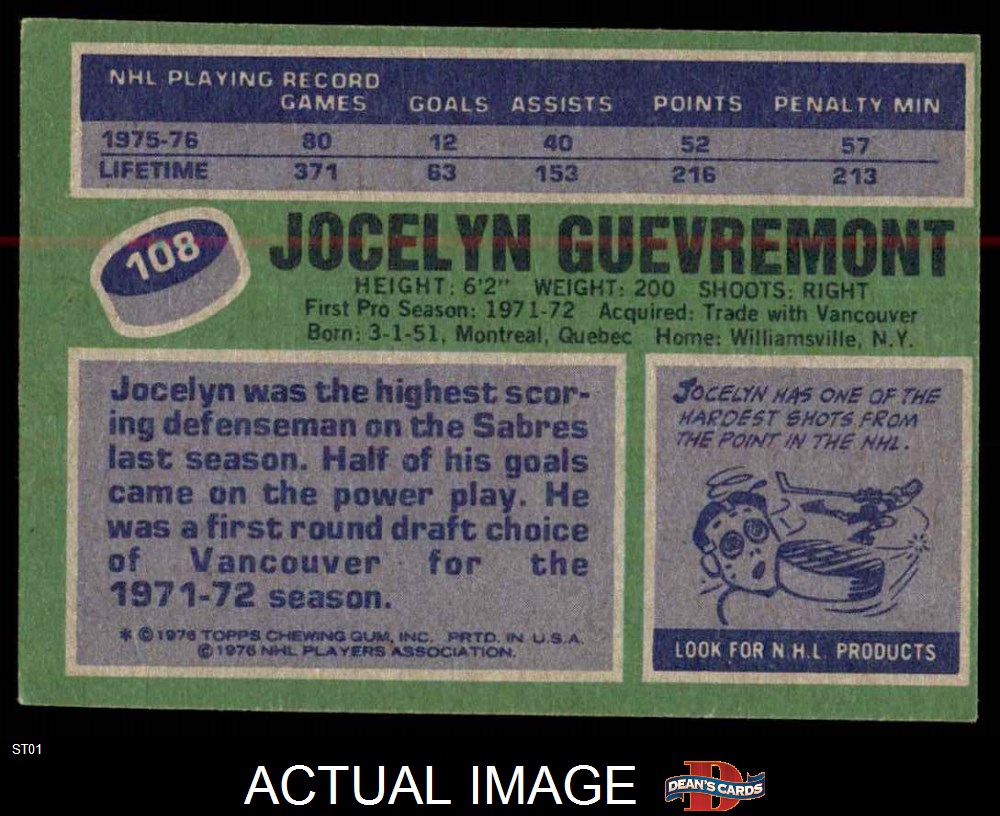 NHL PLAYING RECORD
GAMES GOALS ASSISTS POINTS PENALTY MIN
1975-76 80 12 40 52 57
LIFETIME 371 63 153 216 213
108
JOCELYN GUEVREMONT
HEIGHT: 6'2" WEIGHT: 200 SHOOTS: RIGHT
First Pro Season: 1971-72 Acquired: Trade with Vancouver
Born: 3-1-51, Montreal, Quebec Home: Williamsville, N.Y.
Jocelyn was the highest scor-
ing defenseman on the Sabres
last season. Half of his goals
came on the power play. He
was a first round draft choice
of Vancouver for the
1971-72 season.
* © 1976 TOPPS CHEWING GUM, INC. PRTD. IN U.S.A.
© 1976 NHL PLAYERS ASSOCIATION.
JOCELYN HAS ONE OF THE
HARDEST SHOTS FROM
THE POINT IN THE NHL.
LOOK FOR N.H.L. PRODUCTS
ST01
ACTUAL IMAGE
D
DEAN'S CARDS